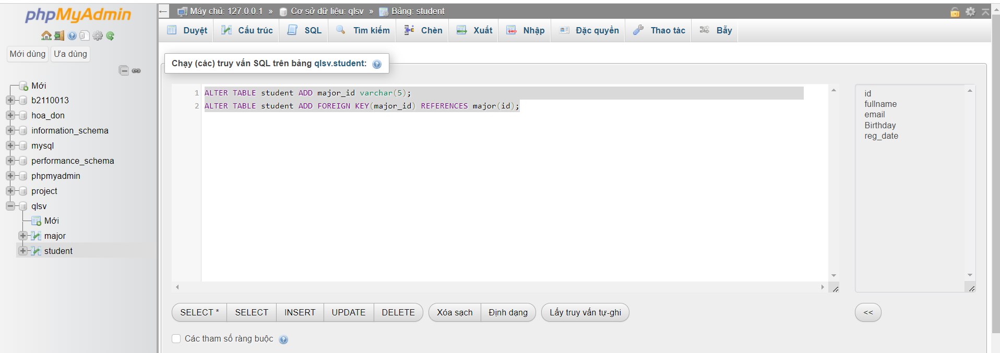 phpMyAdmin
Mới dùng Ưa dùng
Mới
b2110013
hoa_don
information_schema
mysql
performance_schema
phpmyadmin
project
qlsv
Mới
major
student
← Máy chủ: 127.0.0.1 » Cơ sở dữ liệu: qlsv » Bảng: student
Duyệt Cấu trúc SQL Tìm kiếm Chèn Xuất Nhập Đặc quyền Thao tác Bẫy
Chạy (các) truy vấn SQL trên bảng qlsv.student:
1 ALTER TABLE student ADD major_id varchar(5);
2 ALTER TABLE student ADD FOREIGN KEY(major_id) REFERENCES major(id);
id
fullname
email
Birthday
reg_date
SELECT * SELECT INSERT UPDATE DELETE Xóa sạch Định dạng Lấy truy vấn tự-ghi <<
Các tham số ràng buộc